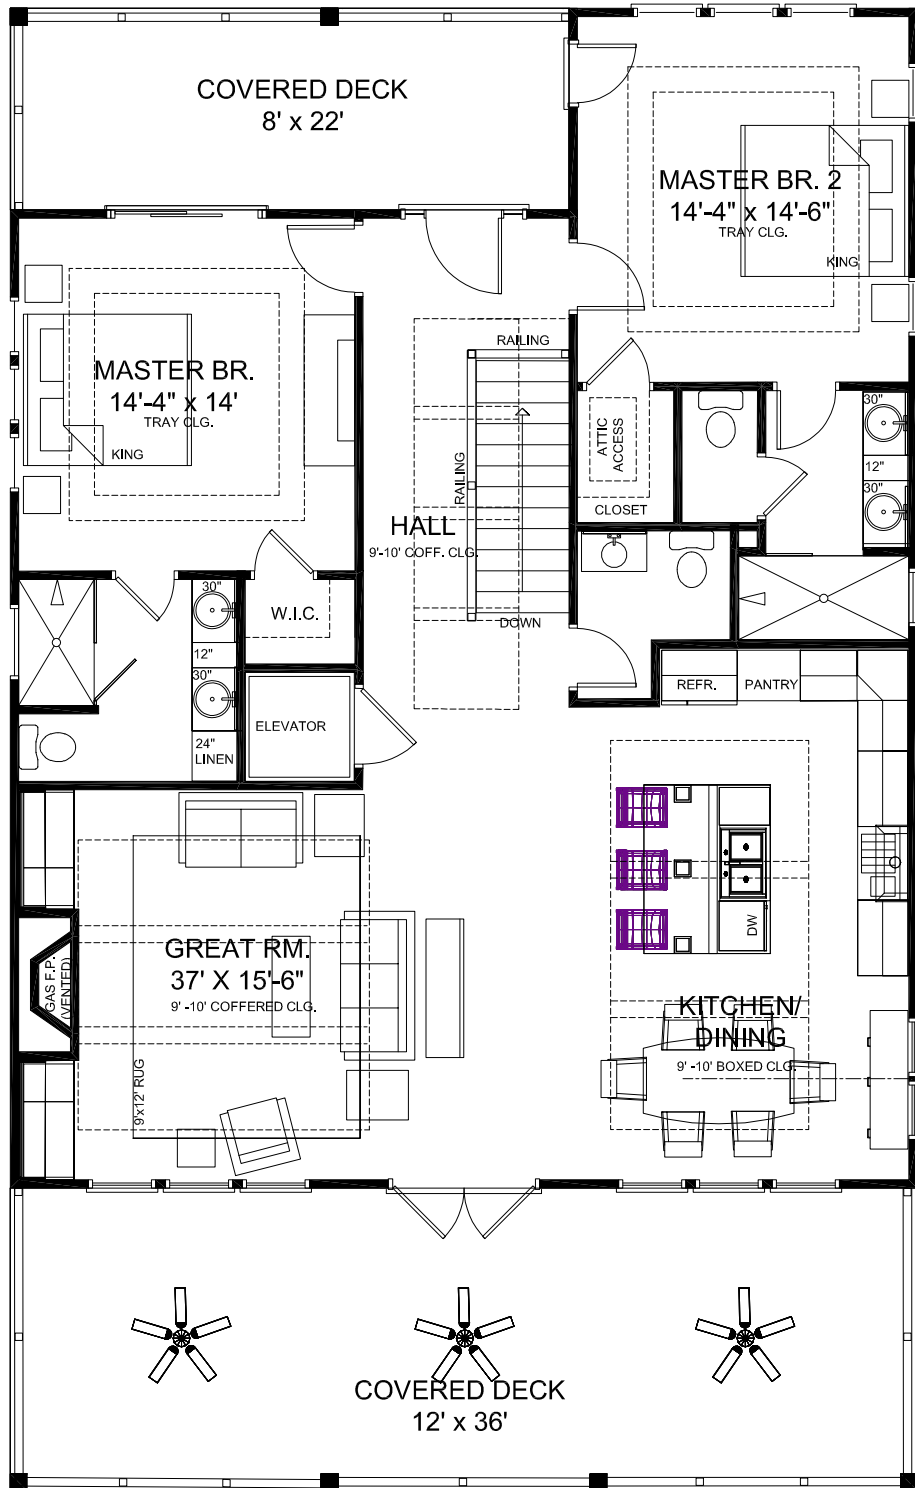 COVERED DECK
8' x 22'
MASTER BR. 2
14'-4" x 14'-6"
TRAY CLG.
KING
MASTER BR.
14'-4" x 14'
TRAY CLG.
KING
RAILING
RAILING
ATTIC
ACCESS
CLOSET
30"
12"
30"
HALL
9'-10' COFF. CLG.
DOWN
30"
12"
30"
24"
LINEN
W.I.C.
ELEVATOR
REFR.
PANTRY
DW
GREAT RM.
37' X 15'-6"
9' -10' COFFERED CLG.
GAS F.P.
(VENTED)
9'x12' RUG
KITCHEN/
DINING
9' -10' BOXED CLG.
COVERED DECK
12' x 36'